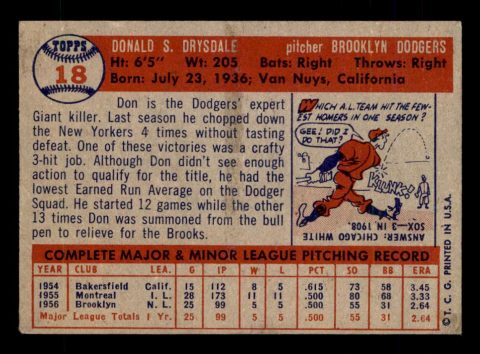 TOPPS
18
DONALD S. DRYSDALE pitcher BROOKLYN DODGERS
Ht: 6'5" Wt: 205 Bats: Right Throws: Right
Born: July 23, 1936; Van Nuys, California
Don is the Dodgers' expert
Giant killer. Last season he chopped down
the New Yorkers 4 times without tasting
defeat. One of these victories was a crafty
3-hit job. Although Don didn't see enough
action to qualify for the title, he had the
lowest Earned Run Average on the Dodger
Squad. He started 12 games while the other
13 times Don was summoned from the bull
pen to relieve for the Brooks.
WHICH A.L. TEAM HIT THE FEW-
EST HOMERS IN ONE SEASON?
GEE! DID I
DO THAT?
KLUNK!
ANSWER: CHICAGO WHITE
SOX—3 IN 1908.
COMPLETE MAJOR & MINOR LEAGUE PITCHING RECORD
YEAR CLUB LEA. G IP W L PCT. SO BB ERA
1954 Bakersfield Calif. 15 112 8 5 .615 73 58 3.45
1955 Montreal I. L. 28 173 11 11 .500 80 68 3.33
1956 Brooklyn N. L. 25 99 5 5 .500 55 31 2.64
Major League Totals 1 Yr. 25 99 5 5 .500 55 31 2.64
© T. C. G. PRINTED IN U.S.A.